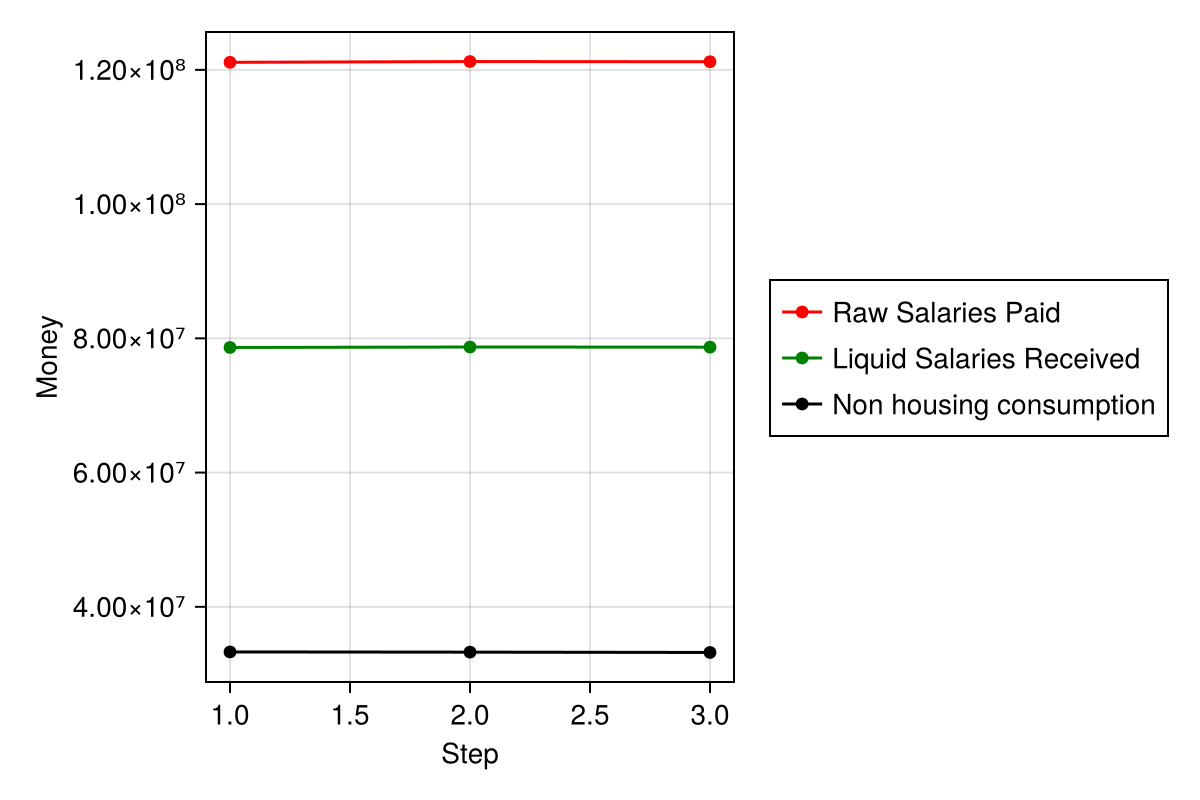 1.20×10⁸
1.00×10⁸
8.00×10⁷
6.00×10⁷
4.00×10⁷
Money
1.0 1.5 2.0 2.5 3.0
Step
Raw Salaries Paid
Liquid Salaries Received
Non housing consumption